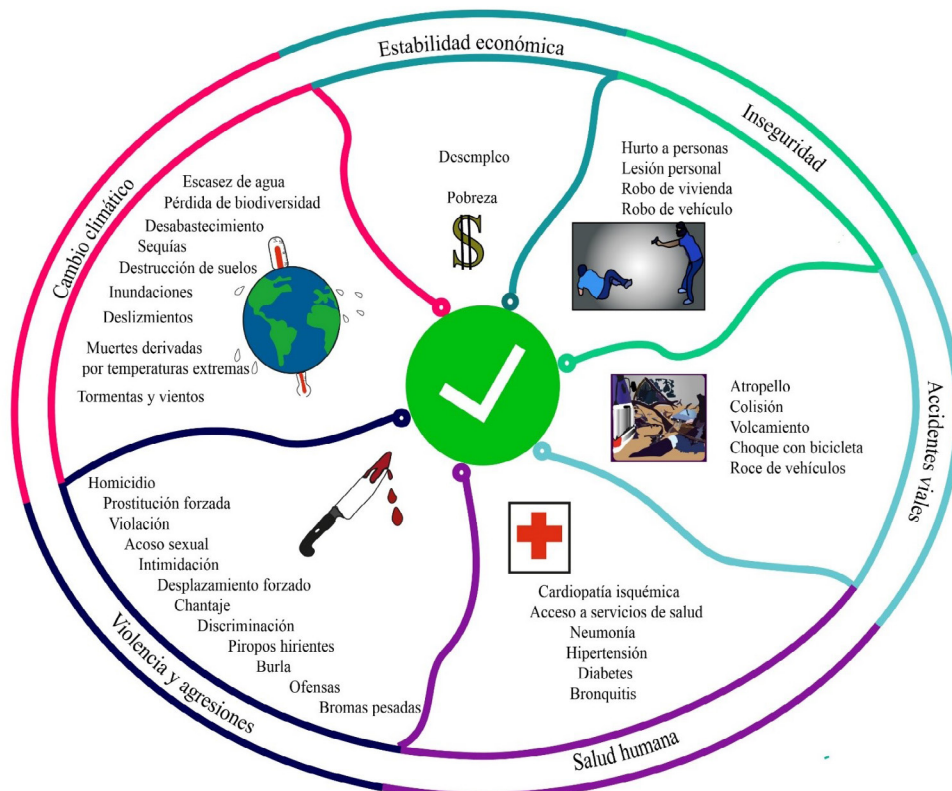 Estabilidad económica
Desempleo
Pobreza
$
Inseguridad
Hurto a personas
Lesión personal
Robo de vivienda
Robo de vehículo
Accidentes viales
Atropello
Colisión
Volcamiento
Choque con bicicleta
Roce de vehículos
Salud humana
Cardiopatía isquémica
Acceso a servicios de salud
Neumonía
Hipertensión
Diabetes
Bronquitis
Violencia y agresiones
Homicidio
Prostitución forzada
Violación
Acoso sexual
Intimidación
Desplazamiento forzado
Chantaje
Discriminación
Piropos hirientes
Burla
Ofensas
Bromas pesadas
Cambio climático
Escasez de agua
Pérdida de biodiversidad
Desabastecimiento
Sequías
Destrucción de suelos
Inundaciones
Deslizmientos
Muertes derivadas
por temperaturas extremas
Tormentas y vientos